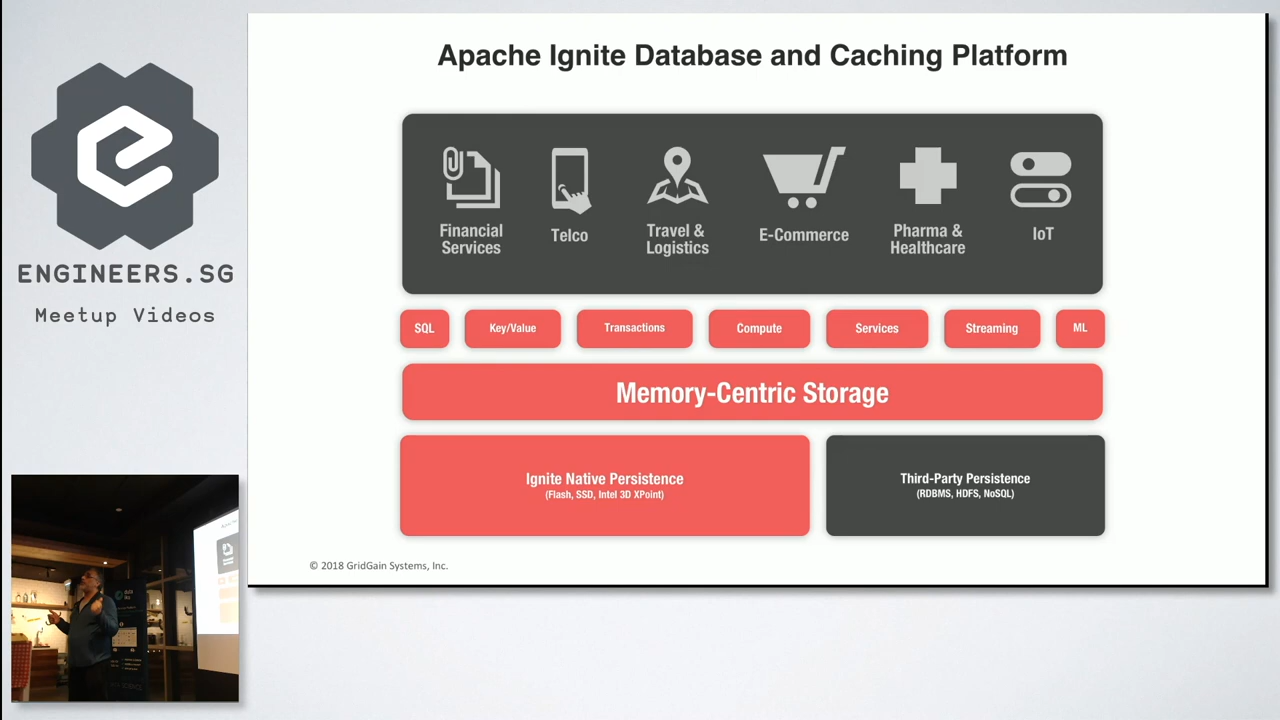 Apache Ignite Database and Caching Platform
Financial
Services
Telco
Travel &
Logistics
E-Commerce
Pharma &
Healthcare
IoT
SQL
Key/Value
Transactions
Compute
Services
Streaming
ML
Memory-Centric Storage
Ignite Native Persistence
(Flash, SSD, Intel 3D XPoint)
Third-Party Persistence
(RDBMS, HDFS, NoSQL)
© 2018 GridGain Systems, Inc.
ENGINEERS.SG
Meetup Videos